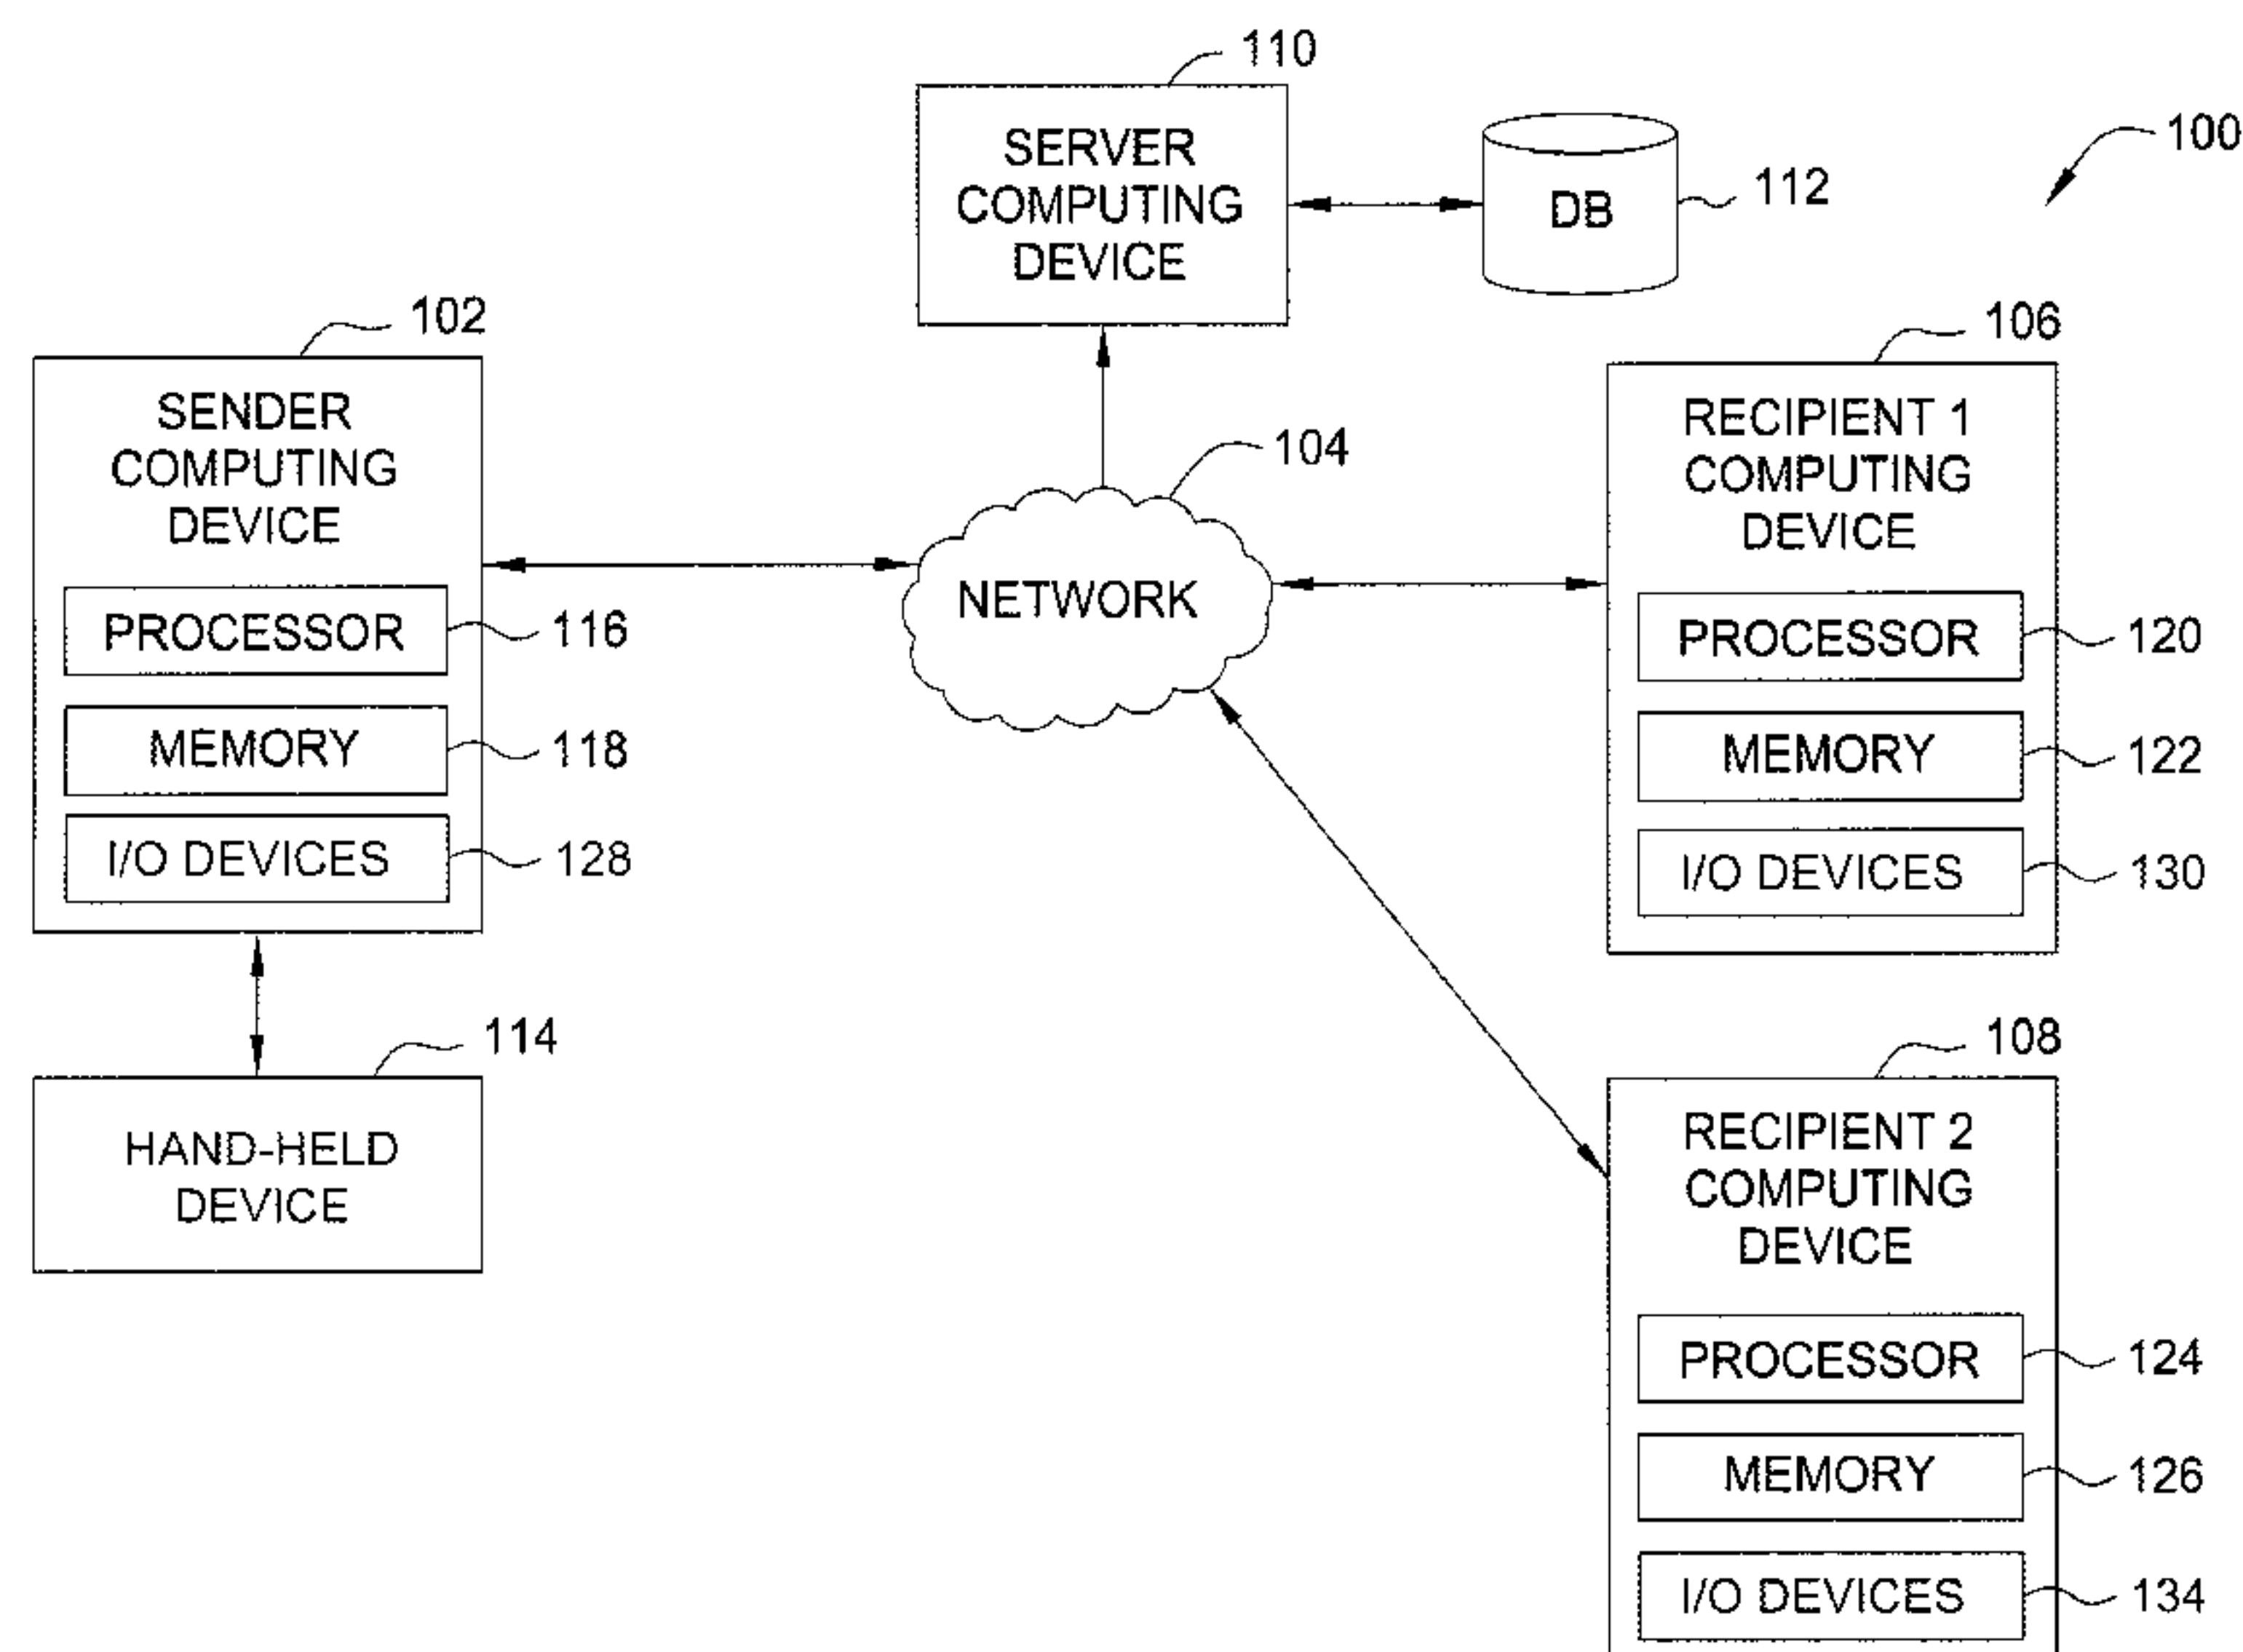 110
SERVER
COMPUTING
DEVICE
DB
112
100
102
SENDER
COMPUTING
DEVICE
PROCESSOR
116
MEMORY
118
I/O DEVICES
128
104
NETWORK
106
RECIPIENT 1
COMPUTING
DEVICE
PROCESSOR
120
MEMORY
122
I/O DEVICES
130
114
HAND-HELD
DEVICE
108
RECIPIENT 2
COMPUTING
DEVICE
PROCESSOR
124
MEMORY
126
I/O DEVICES
134